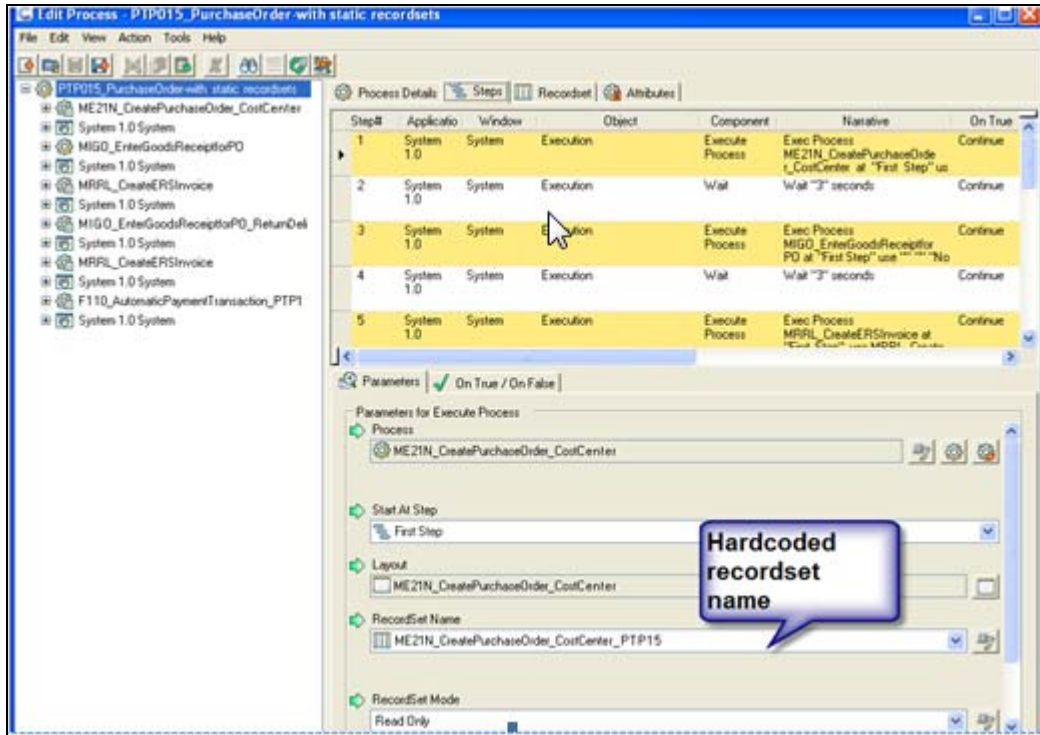 Edit Process - PTP015_PurchaseOrder-with static recordsets
File Edit View Action Tools Help
PTP015_PurchaseOrder-with static recordsets
ME21N_CreatePurchaseOrder_CostCenter
System 1.0 System
MIGO_EnterGoodsReceiptforPO
System 1.0 System
MRRL_CreateERSInvoice
System 1.0 System
MIGO_EnterGoodsReceiptforPO_ReturnDeli
System 1.0 System
MRRL_CreateERSInvoice
System 1.0 System
F110_AutomaticPaymentTransaction_PTP1
System 1.0 System
Process Details Steps Recordset Attributes
Step# Applicatio Window Object Component Narrative On True
1 System 1.0 System Execution Execute Process Exec Process ME21N_CreatePurchaseOrde r_CostCenter at "First Step" us Continue
2 System 1.0 System Execution Wait Wait "3" seconds Continue
3 System 1.0 System Execution Execute Process Exec Process MIGO_EnterGoodsReceiptfor PO at "First Step" use "" "" "No Continue
4 System 1.0 System Execution Wait Wait "3" seconds Continue
5 System 1.0 System Execution Execute Process Exec Process MRRL_CreateERSInvoice at Continue
Parameters On True / On False
Parameters for Execute Process
Process
ME21N_CreatePurchaseOrder_CostCenter
Start At Step
First Step
Layout
ME21N_CreatePurchaseOrder_CostCenter
RecordSet Name
ME21N_CreatePurchaseOrder_CostCenter_PTP15
RecordSet Mode
Read Only
Hardcoded
recordset
name